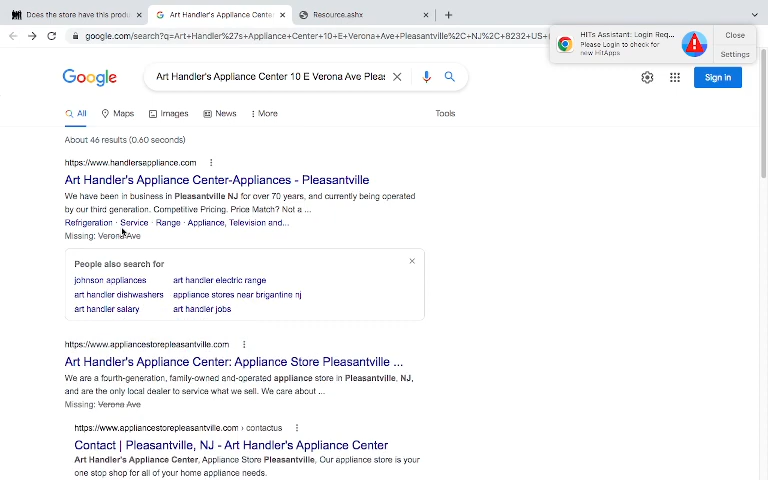 Does the store have this produ
Art Handler's Appliance Center
Resource.ashx
google.com/search?q=Art+Handler%27s+Appliance+Center+10+E+Verona+Ave+Pleasantville%2C+NJ%2C+8232+US+(
HITs Assistant: Login Req...
Please Login to check for
new HitApps
Close
Settings
Google
Art Handler's Appliance Center 10 E Verona Ave Pleas
Sign in
All
Maps
Images
News
More
Tools
About 46 results (0.60 seconds)
https://www.handlersappliance.com
Art Handler's Appliance Center-Appliances - Pleasantville
We have been in business in Pleasantville NJ for over 70 years, and currently being operated
by our third generation. Competitive Pricing. Price Match? Not a ...
Refrigeration · Service · Range · Appliance, Television and...
Missing: Verona Ave
People also search for
johnson appliances
art handler electric range
art handler dishwashers
appliance stores near brigantine nj
art handler salary
art handler jobs
https://www.appliancestorepleasantville.com
Art Handler's Appliance Center: Appliance Store Pleasantville ...
We are a fourth-generation, family-owned and-operated appliance store in Pleasantville, NJ,
and are the only local dealer to service what we sell. We care about ...
Missing: Verona Ave
https://www.appliancestorepleasantville.com › contactus
Contact | Pleasantville, NJ - Art Handler's Appliance Center
Art Handler's Appliance Center, Appliance Store Pleasantville, Our appliance store is your
one stop shop for all of your home appliance needs.